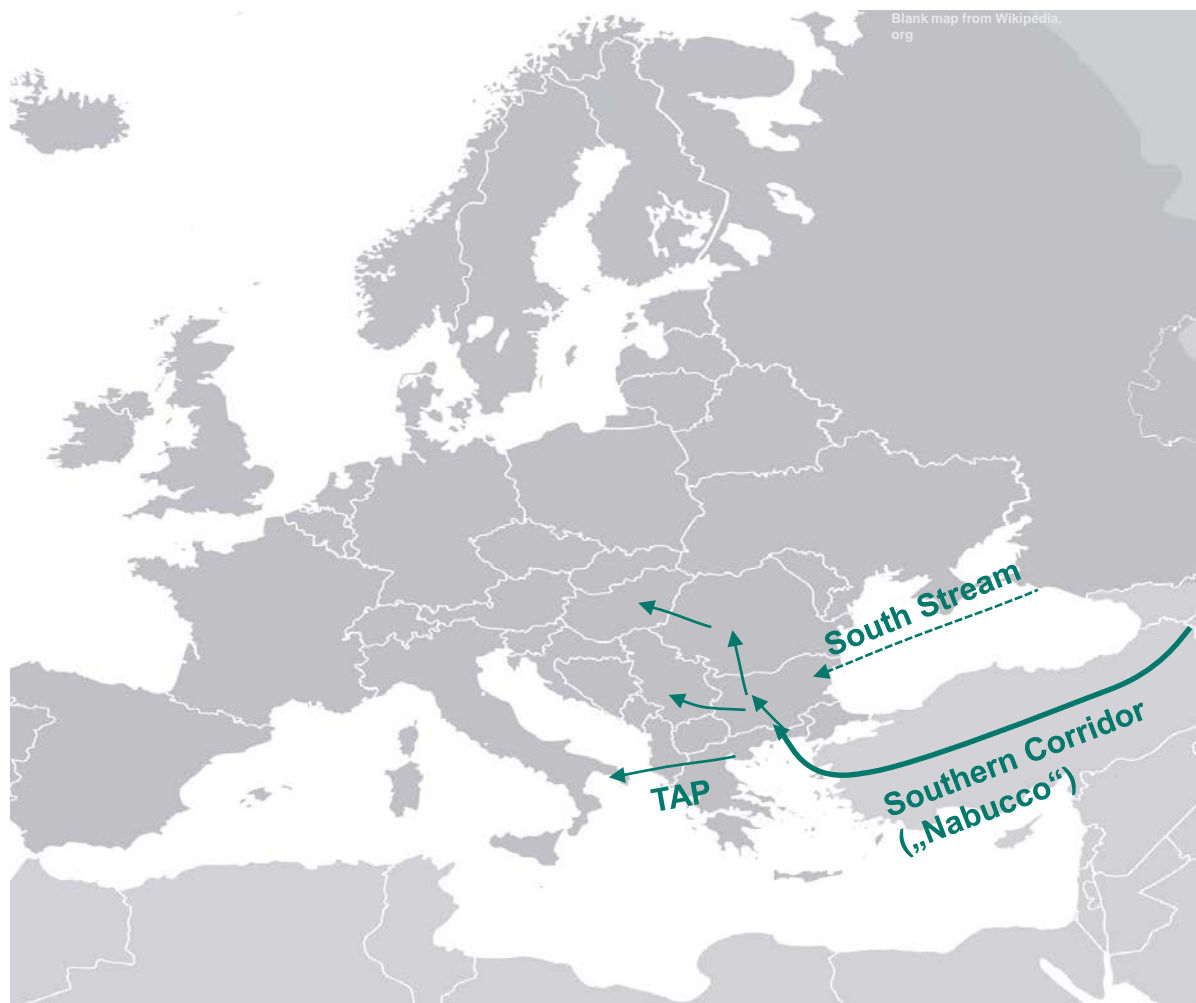 Blank map from Wikipedia.
org
South Stream
Southern Corridor
(„Nabucco“)
TAP